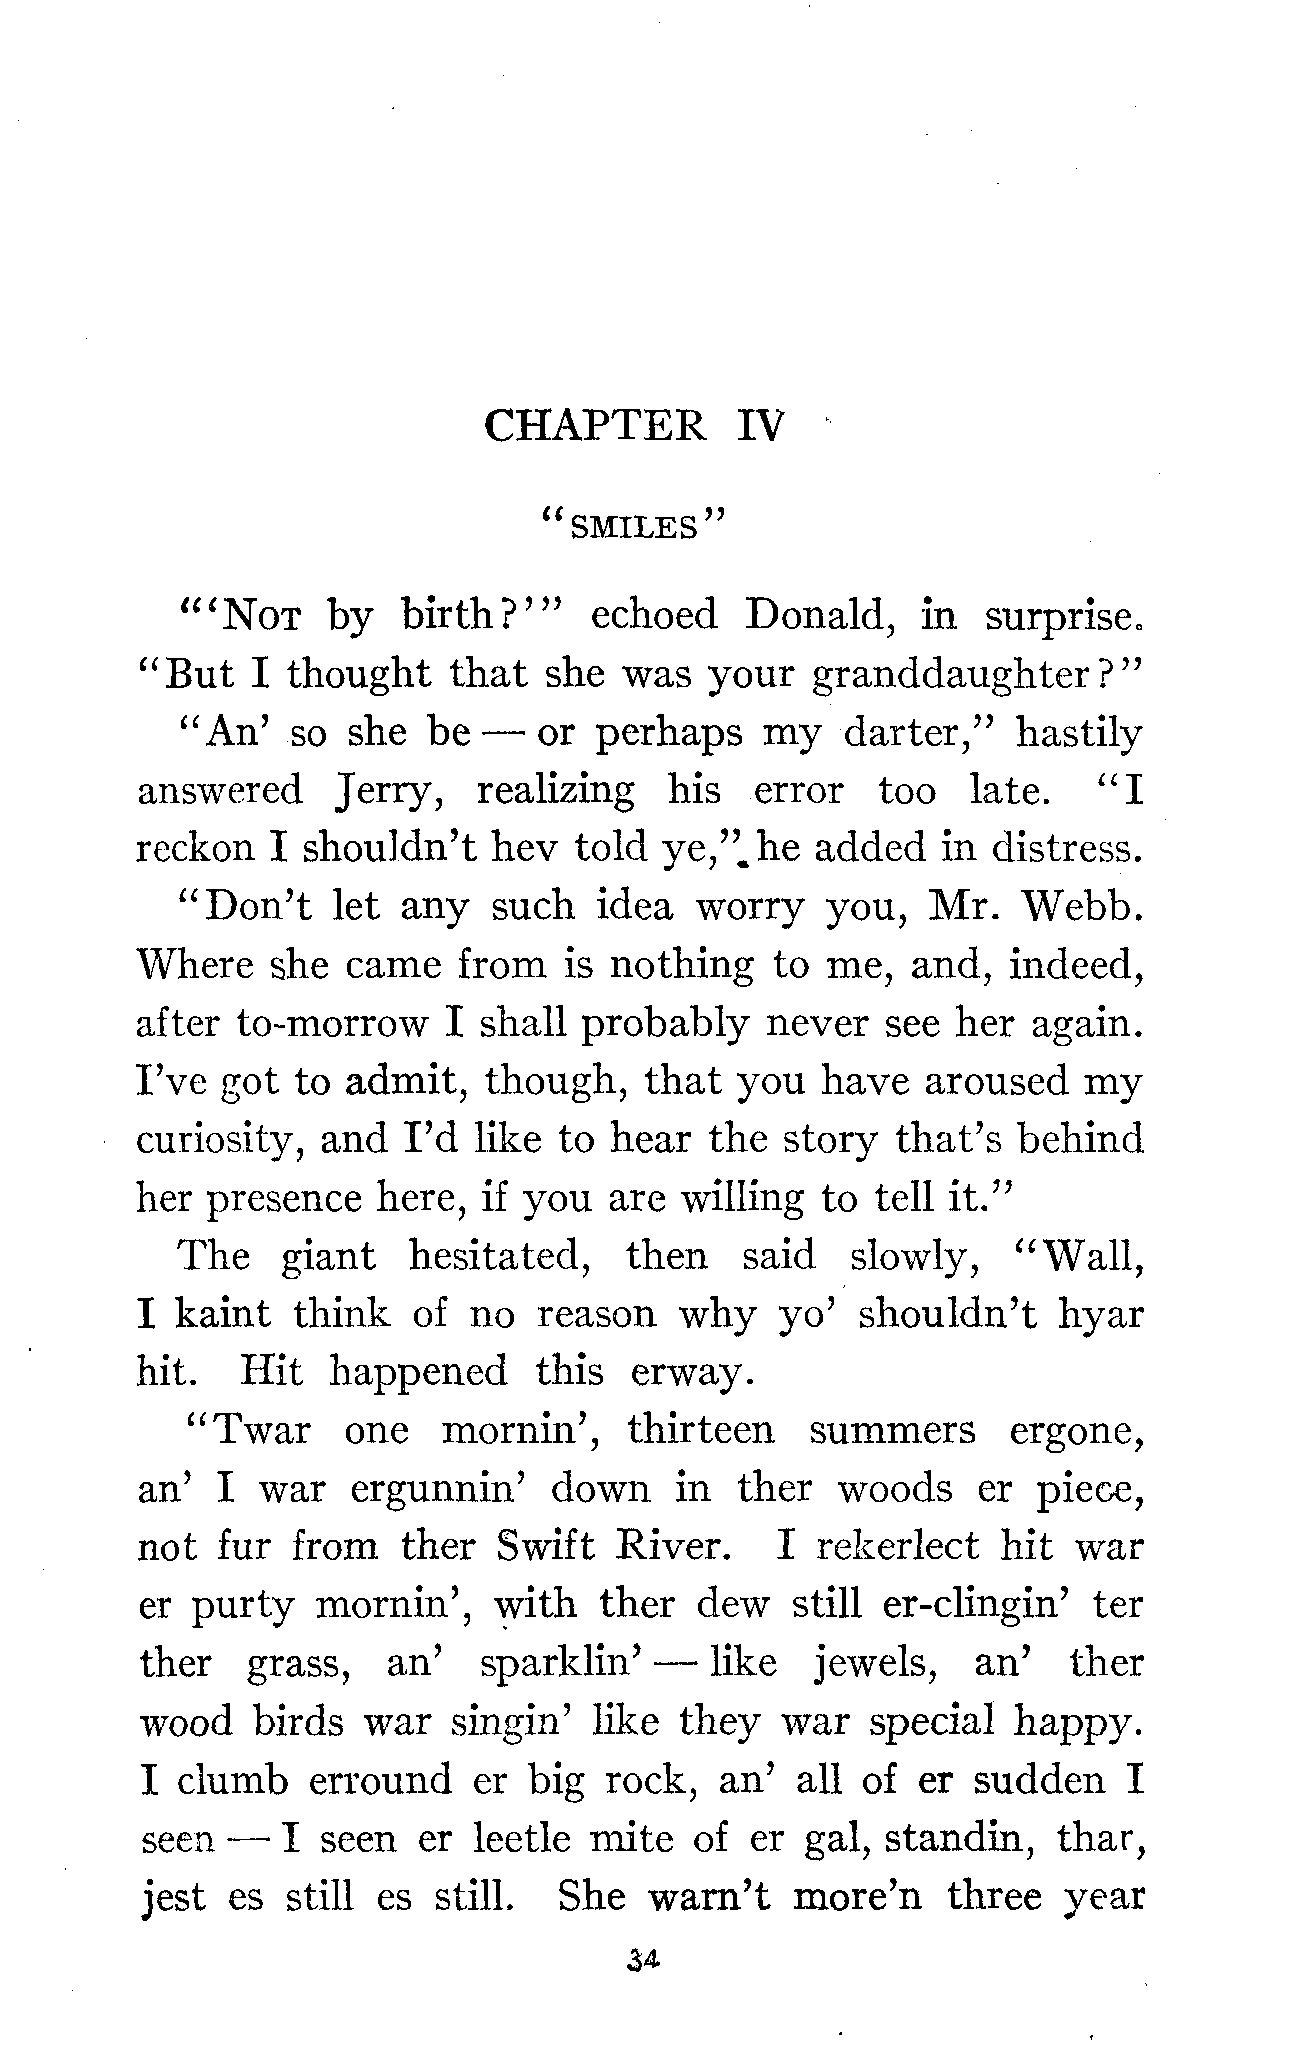 CHAPTER IV
"SMILES"
"'NOT by birth?'" echoed Donald, in surprise.
"But I thought that she was your granddaughter?"
"An' so she be — or perhaps my darter," hastily
answered Jerry, realizing his error too late. "I
reckon I shouldn't hev told ye," he added in distress.
"Don't let any such idea worry you, Mr. Webb.
Where she came from is nothing to me, and, indeed,
after to-morrow I shall probably never see her again.
I've got to admit, though, that you have aroused my
curiosity, and I'd like to hear the story that's behind
her presence here, if you are willing to tell it."
The giant hesitated, then said slowly, "Wall,
I kaint think of no reason why yo' shouldn't hyar
hit. Hit happened this erway.
"Twar one mornin', thirteen summers ergone,
an' I war ergunnin' down in ther woods er piece,
not fur from ther Swift River. I rekerlect hit war
er purty mornin', with ther dew still er-clingin' ter
ther grass, an' sparklin' — like jewels, an' ther
wood birds war singin' like they war special happy.
I clumb erround er big rock, an' all of er sudden I
seen — I seen er leetle mite of er gal, standin, thar,
jest es still es still. She warn't more'n three year
34